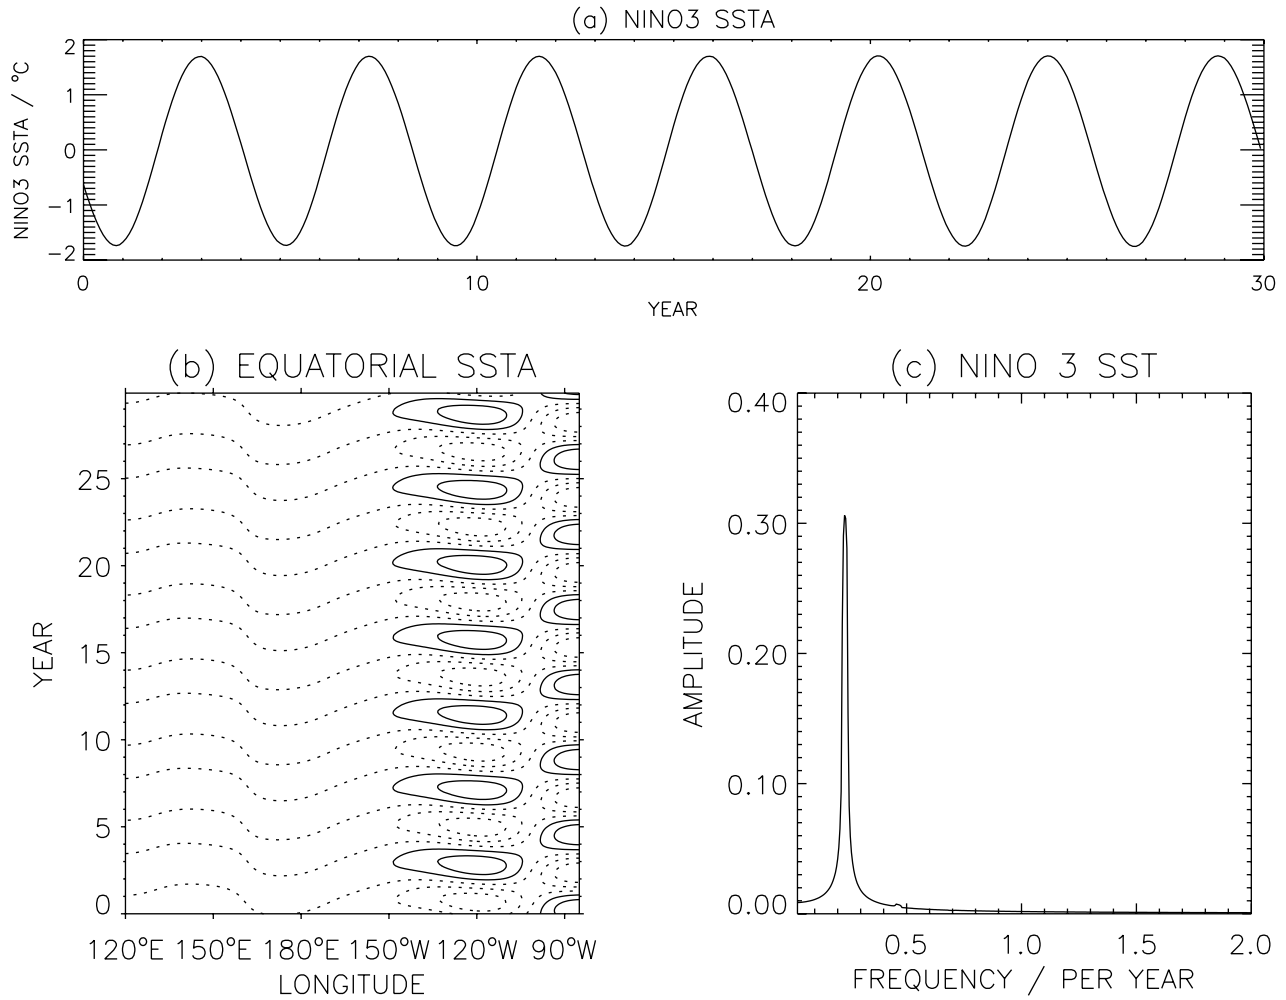 (a) NINO3 SSTA
NINO3 SSTA / °C
2
1
0
−1
−2
0 10 20 30
YEAR
(b) EQUATORIAL SSTA
YEAR
25
20
15
10
5
0
120°E 150°E 180°E 150°W 120°W 90°W
LONGITUDE
(c) NINO 3 SST
AMPLITUDE
0.40
0.30
0.20
0.10
0.00
0.5 1.0 1.5 2.0
FREQUENCY / PER YEAR